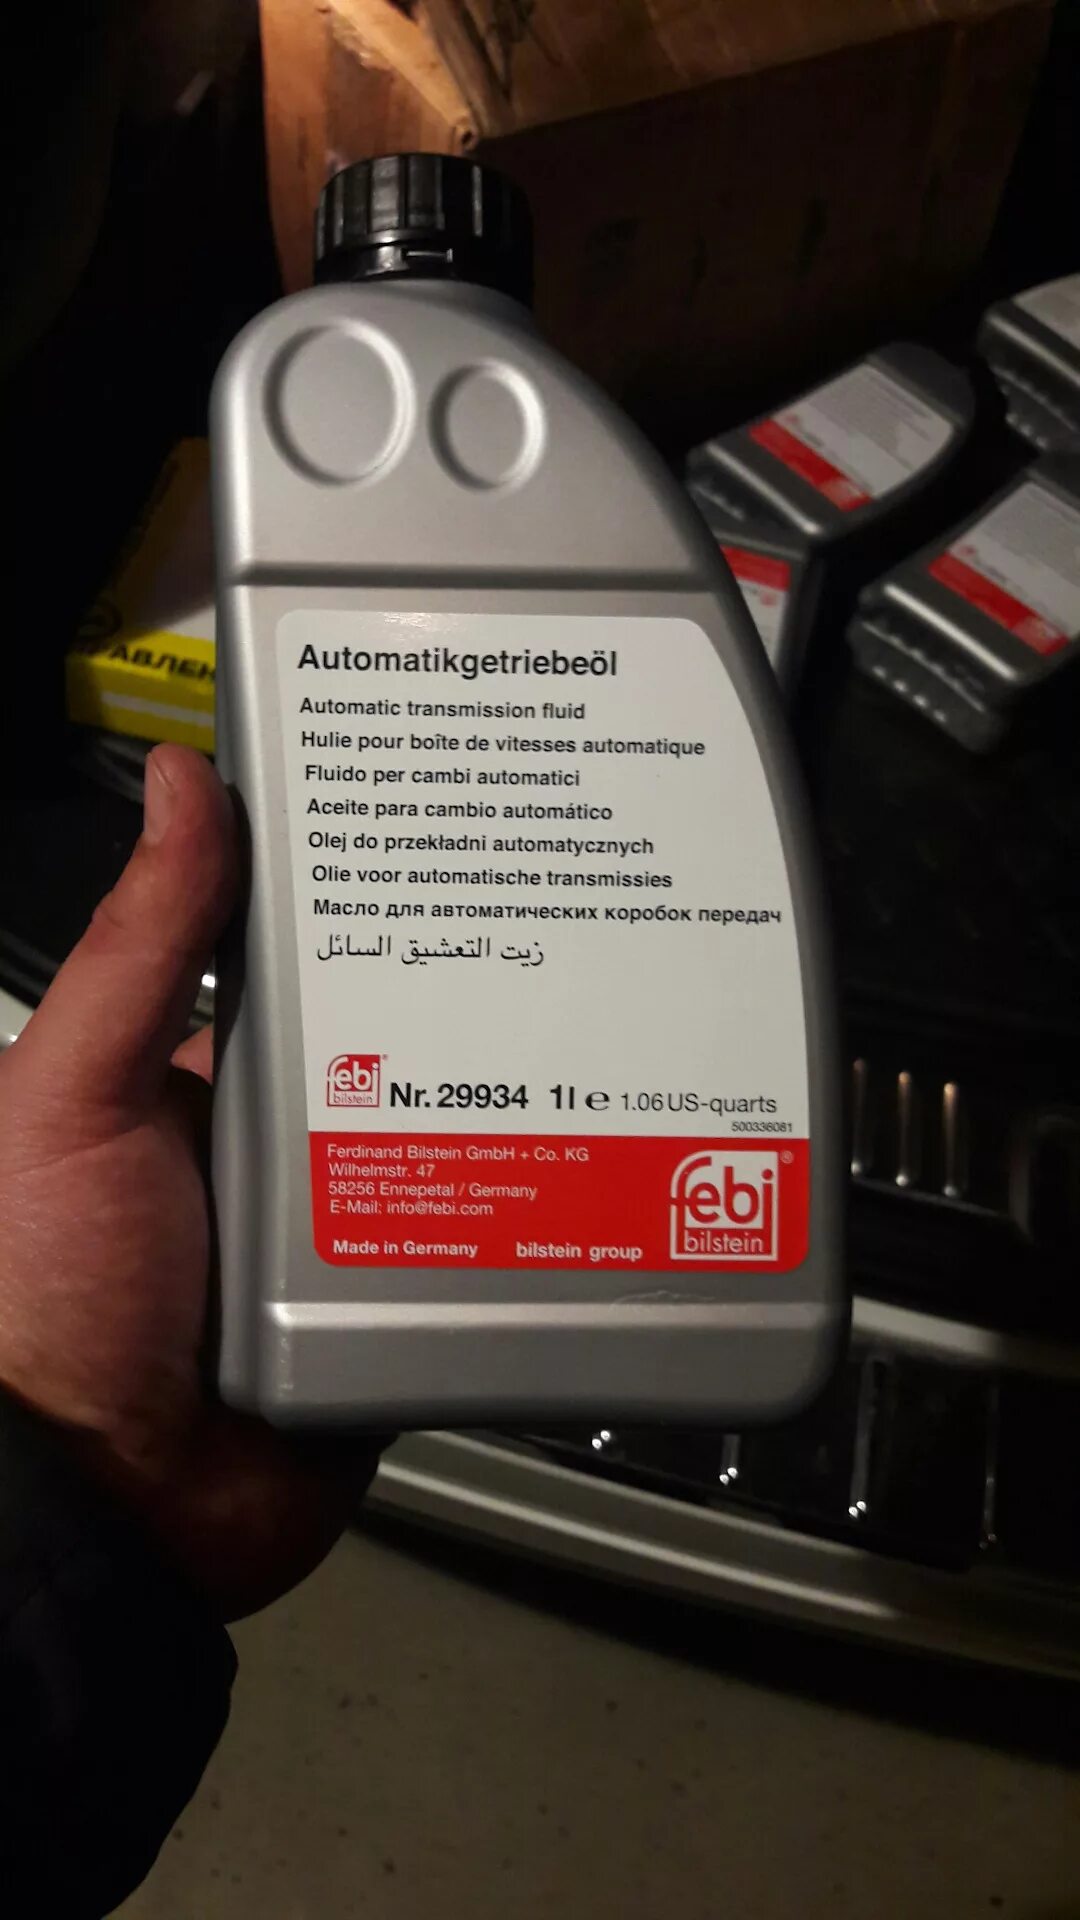 Automatikgetriebeöl
Automatic transmission fluid
Hulie pour boîte de vitesses automatique
Fluido per cambi automatici
Aceite para cambio automático
Olej do przekładni automatycznych
Olie voor automatische transmissies
Масло для автоматических коробок передач
زيت التعشيق السائل
febi bilstein Nr. 29934 1l e 1.06 US-quarts
500336081
Ferdinand Bilstein GmbH + Co. KG
Wilhelmstr. 47
58256 Ennepetal / Germany
E-Mail: info@febi.com
Made in Germany bilstein group
febi
bilstein